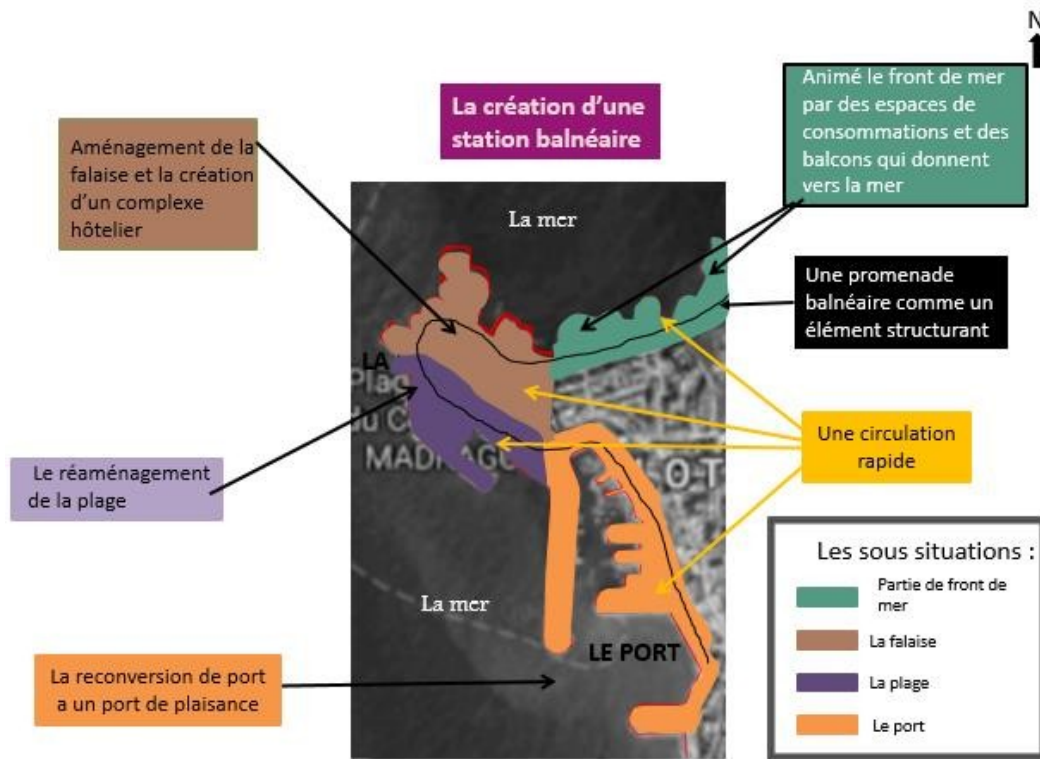 N
La création d’une
station balnéaire
Animé le front de mer
par des espaces de
consommations et des
balcons qui donnent
vers la mer
Aménagement de la
falaise et la création
d’un complexe
hôtelier
La mer
Une promenade
balnéaire comme un
élément structurant
LA
Plag
du C
MADRAGU
O-T
Une circulation
rapide
Le réaménagement
de la plage
La mer
LE PORT
La reconversion de port
a un port de plaisance
Les sous situations :
Partie de front de
mer
La falaise
La plage
Le port